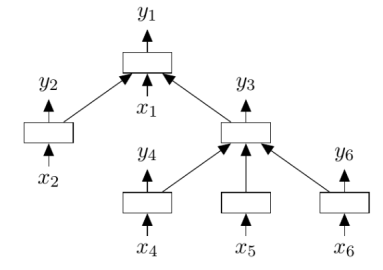 y₁
y₂ y₃
x₁
y₄ y₆
x₂
x₄ x₅ x₆